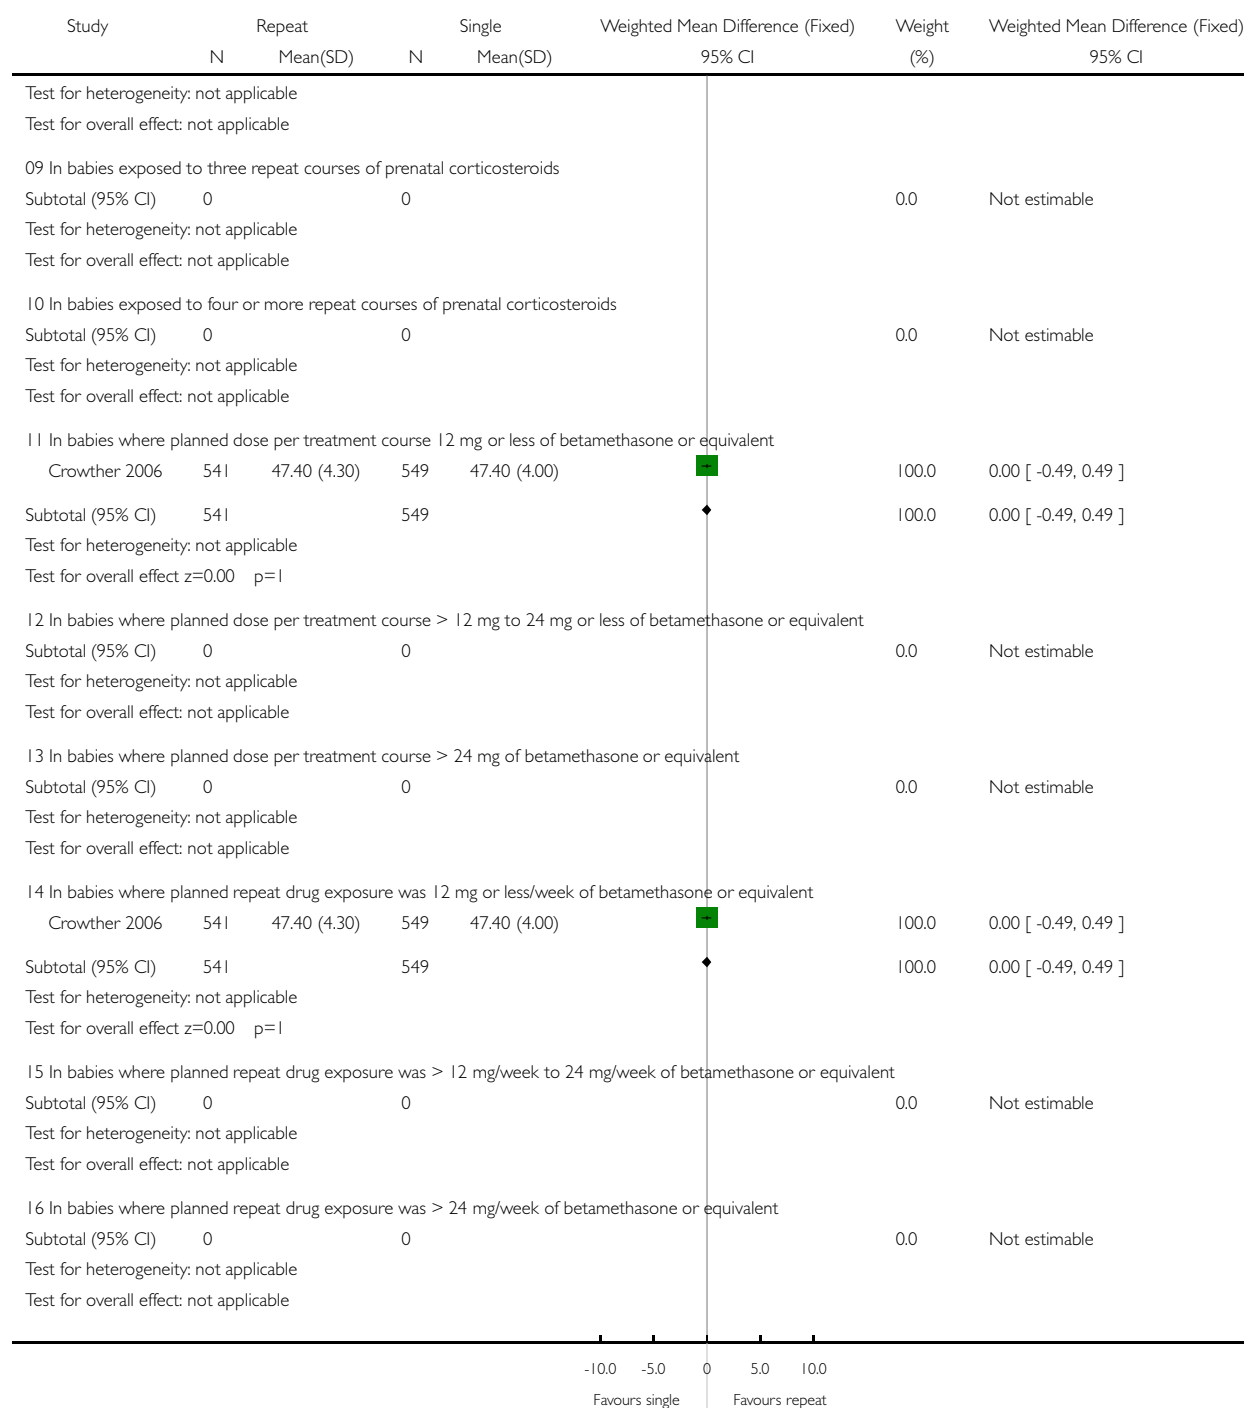 Study Repeat Single Weighted Mean Difference (Fixed) Weight Weighted Mean Difference (Fixed)
N Mean(SD) N Mean(SD) 95% CI (%) 95% CI
Test for heterogeneity: not applicable
Test for overall effect: not applicable
09 In babies exposed to three repeat courses of prenatal corticosteroids
Subtotal (95% CI) 0 0 0.0 Not estimable
Test for heterogeneity: not applicable
Test for overall effect: not applicable
10 In babies exposed to four or more repeat courses of prenatal corticosteroids
Subtotal (95% CI) 0 0 0.0 Not estimable
Test for heterogeneity: not applicable
Test for overall effect: not applicable
11 In babies where planned dose per treatment course 12 mg or less of betamethasone or equivalent
Crowther 2006 541 47.40 (4.30) 549 47.40 (4.00) 100.0 0.00 [ -0.49, 0.49 ]
Subtotal (95% CI) 541 549 100.0 0.00 [ -0.49, 0.49 ]
Test for heterogeneity: not applicable
Test for overall effect z=0.00 p=1
12 In babies where planned dose per treatment course > 12 mg to 24 mg or less of betamethasone or equivalent
Subtotal (95% CI) 0 0 0.0 Not estimable
Test for heterogeneity: not applicable
Test for overall effect: not applicable
13 In babies where planned dose per treatment course > 24 mg of betamethasone or equivalent
Subtotal (95% CI) 0 0 0.0 Not estimable
Test for heterogeneity: not applicable
Test for overall effect: not applicable
14 In babies where planned repeat drug exposure was 12 mg or less/week of betamethasone or equivalent
Crowther 2006 541 47.40 (4.30) 549 47.40 (4.00) 100.0 0.00 [ -0.49, 0.49 ]
Subtotal (95% CI) 541 549 100.0 0.00 [ -0.49, 0.49 ]
Test for heterogeneity: not applicable
Test for overall effect z=0.00 p=1
15 In babies where planned repeat drug exposure was > 12 mg/week to 24 mg/week of betamethasone or equivalent
Subtotal (95% CI) 0 0 0.0 Not estimable
Test for heterogeneity: not applicable
Test for overall effect: not applicable
16 In babies where planned repeat drug exposure was > 24 mg/week of betamethasone or equivalent
Subtotal (95% CI) 0 0 0.0 Not estimable
Test for heterogeneity: not applicable
Test for overall effect: not applicable
-10.0 -5.0 0 5.0 10.0
Favours single Favours repeat